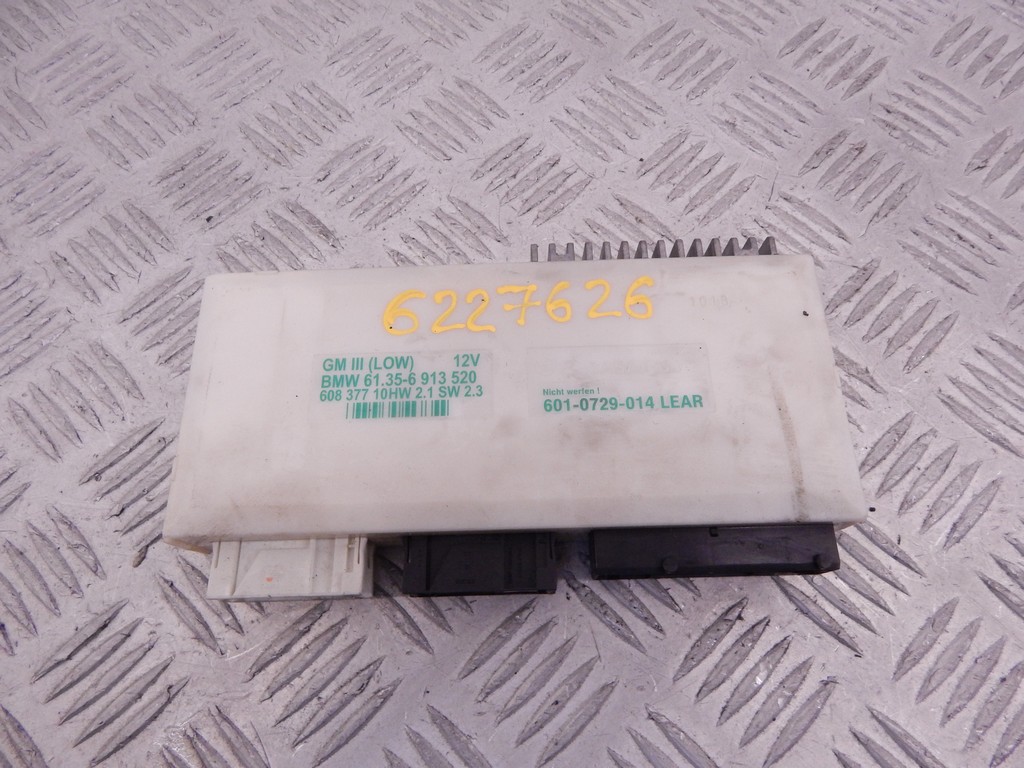 6227626
GM III (LOW) 12V
BMW 61.35-6 913 520
608 377 10HW 2.1 SW 2.3
Nicht werfen !
601-0729-014 LEAR